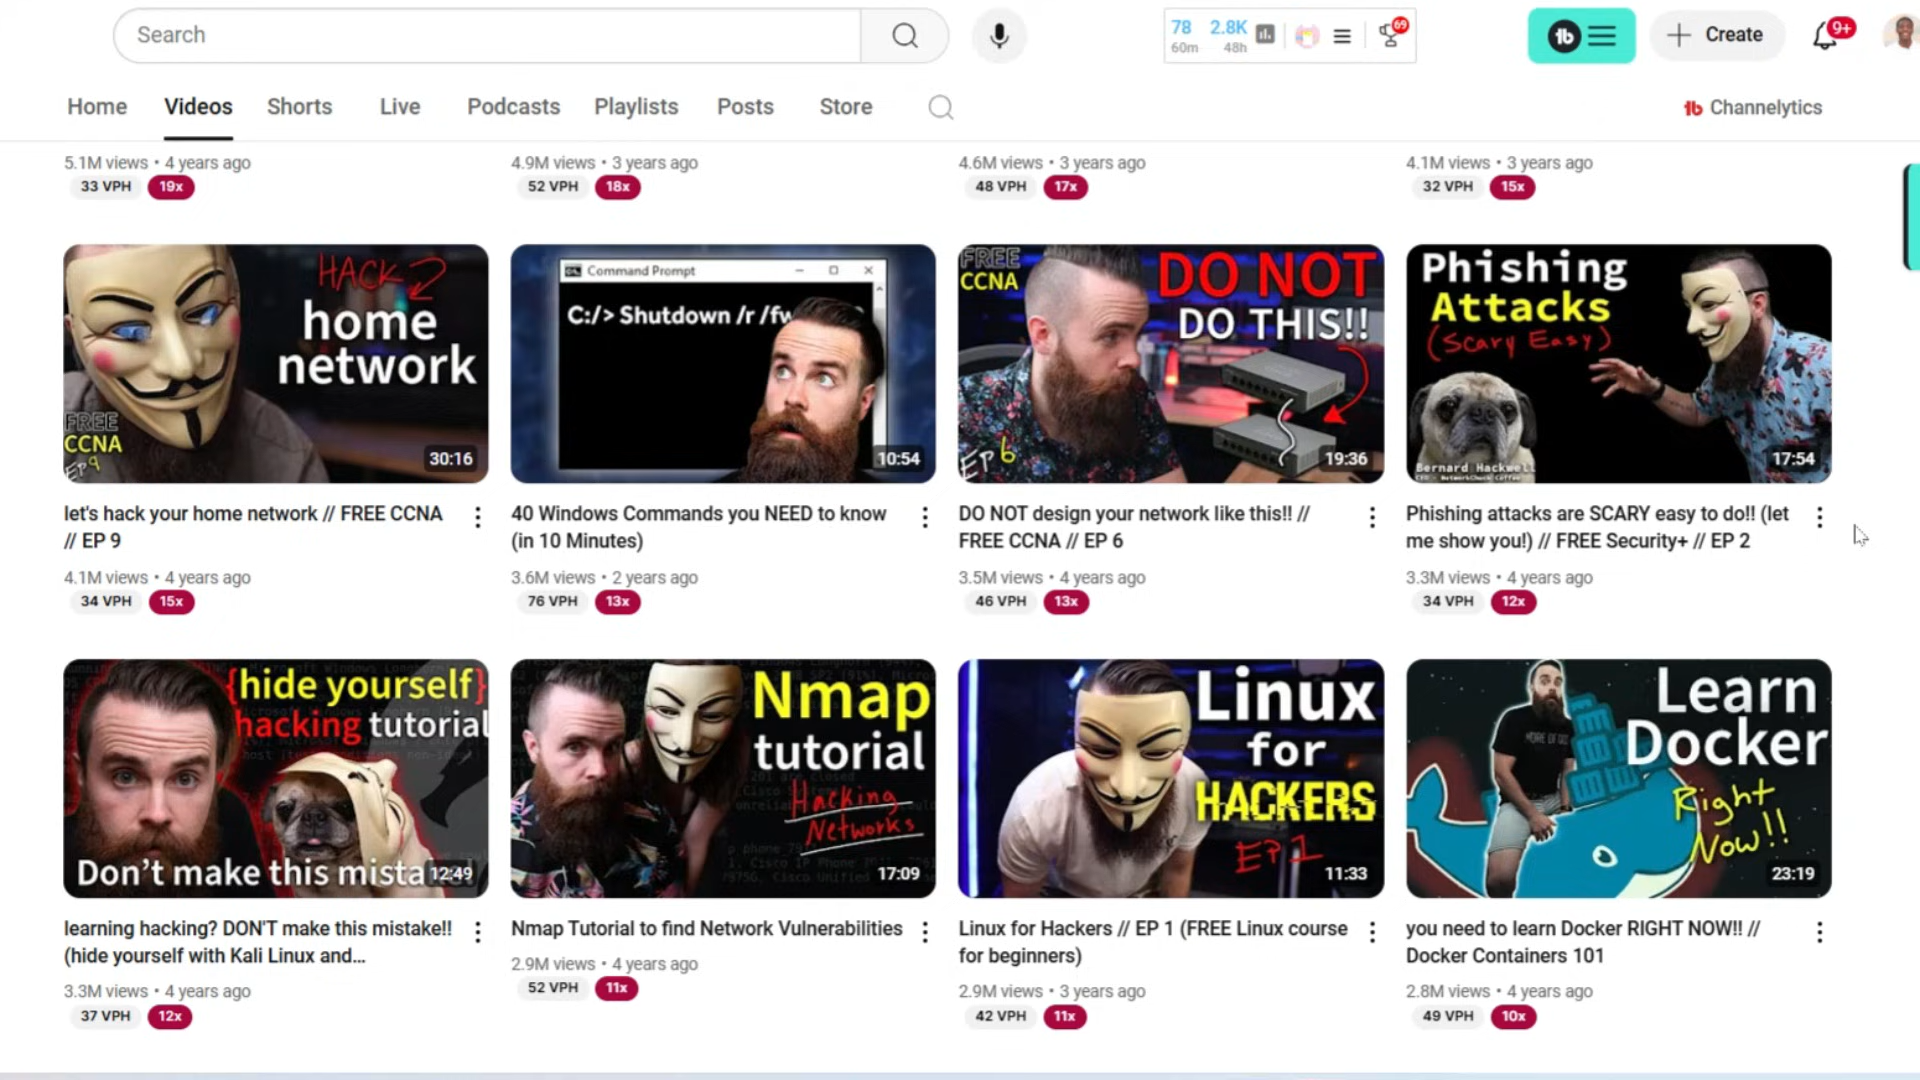 Search
78 2.8K
60m 48h
69
Create
9+
Home Videos Shorts Live Podcasts Playlists Posts Store
Channelytics
5.1M views • 4 years ago
33 VPH 19x
4.9M views • 3 years ago
52 VPH 18x
4.6M views • 3 years ago
48 VPH 17x
4.1M views • 3 years ago
32 VPH 15x
HACK
home
network
FREE
CCNA
EP 9
30:16
let's hack your home network // FREE CCNA
// EP 9
4.1M views • 4 years ago
34 VPH 15x
Command Prompt
C:/> Shutdown /r /fw
10:54
40 Windows Commands you NEED to know
(in 10 Minutes)
3.6M views • 2 years ago
76 VPH 13x
FREE
CCNA
DO NOT
DO THIS!!
EP 6
19:36
DO NOT design your network like this!! //
FREE CCNA // EP 6
3.5M views • 4 years ago
46 VPH 13x
Phishing
Attacks
(Scary Easy)
Bernard Hackwell
CEO - NetworkChuck Coffee
17:54
Phishing attacks are SCARY easy to do!! (let
me show you!) // FREE Security+ // EP 2
3.3M views • 4 years ago
34 VPH 12x
{hide yourself}
hacking tutorial
Don't make this mista
12:49
learning hacking? DON'T make this mistake!!
(hide yourself with Kali Linux and...
3.3M views • 4 years ago
37 VPH 12x
Nmap
tutorial
Hacking
Networks
17:09
Nmap Tutorial to find Network Vulnerabilities
2.9M views • 4 years ago
52 VPH 11x
Linux
for
HACKERS
EP 1
11:33
Linux for Hackers // EP 1 (FREE Linux course
for beginners)
2.9M views • 3 years ago
42 VPH 11x
Learn
Docker
Right
Now!!
23:19
you need to learn Docker RIGHT NOW!! //
Docker Containers 101
2.8M views • 4 years ago
49 VPH 10x